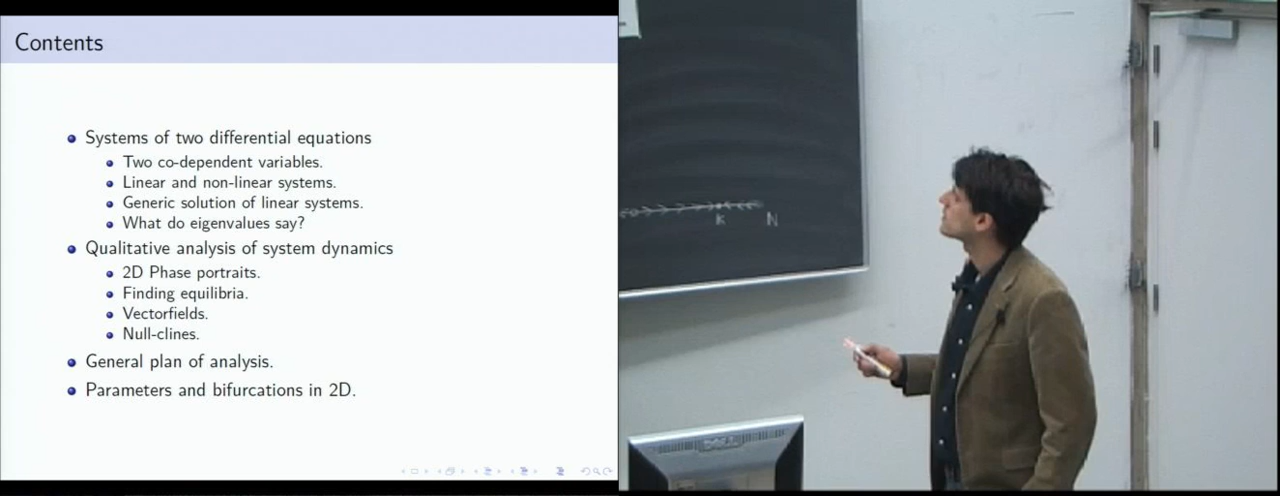 Contents
Systems of two differential equations
Two co-dependent variables.
Linear and non-linear systems.
Generic solution of linear systems.
What do eigenvalues say?
Qualitative analysis of system dynamics
2D Phase portraits.
Finding equilibria.
Vectorfields.
Null-clines.
General plan of analysis.
Parameters and bifurcations in 2D.
K N
DELL